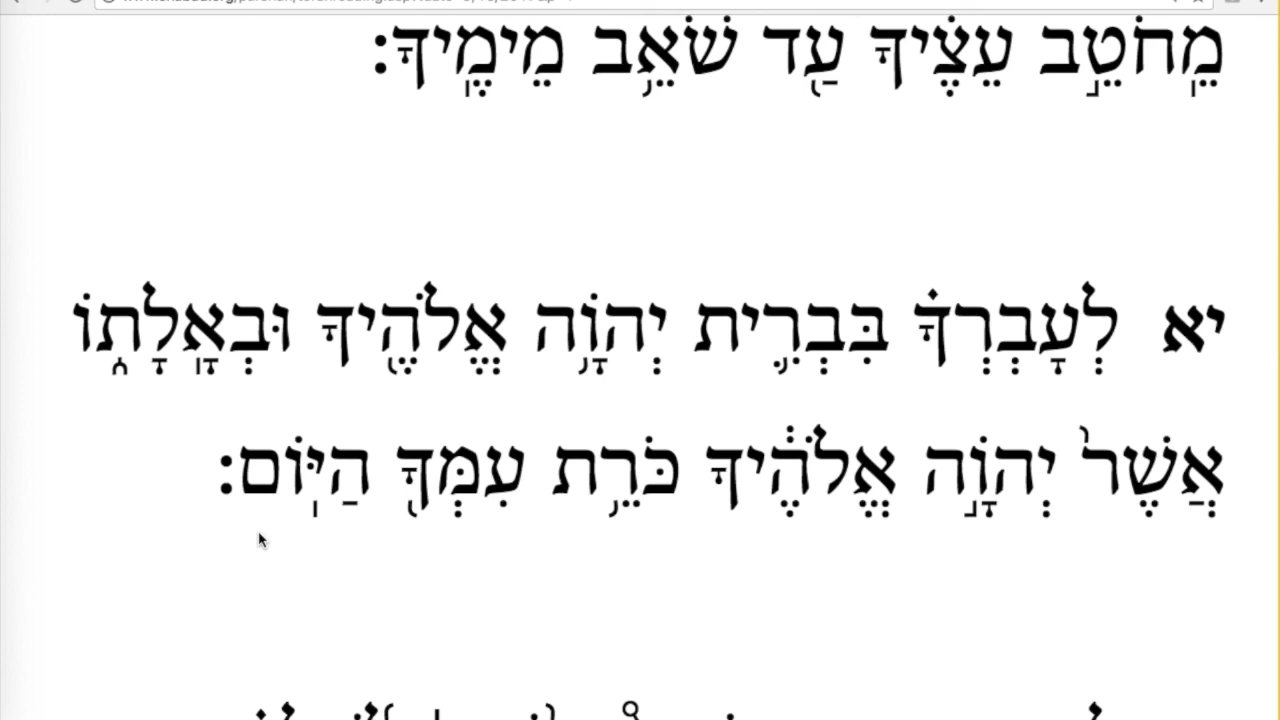 מֵֽחֹטֵ֣ב עֵצֶ֔יךָ עַ֖ד שֹׁאֵ֥ב מֵימֶֽיךָ׃
יא לְעָבְרְךָ֗ בִּבְרִ֛ית יְהוָֹ֥ה אֱלֹהֶ֖יךָ וּבְאָֽלָת֑וֹ
אֲשֶׁר֙ יְהוָֹ֣ה אֱלֹהֶ֔יךָ כֹּרֵ֥ת עִמְּךָ֖ הַיּֽוֹם׃